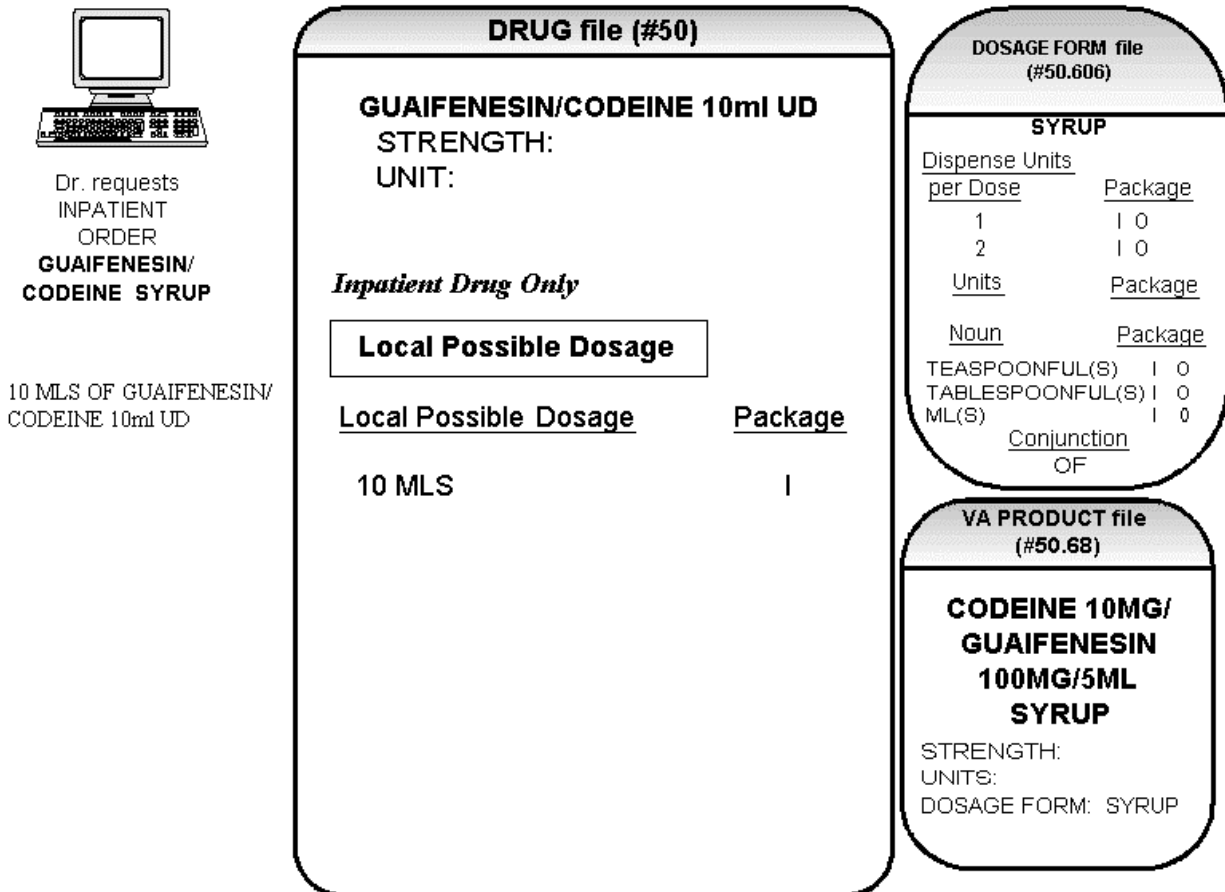 Dr. requests
INPATIENT
ORDER
GUAIFENESIN/
CODEINE SYRUP
10 MLS OF GUAIFENESIN/
CODEINE 10ml UD
DRUG file (#50)
GUAIFENESIN/CODEINE 10ml UD
STRENGTH:
UNIT:
Inpatient Drug Only
Local Possible Dosage
Local Possible Dosage Package
10 MLS I
DOSAGE FORM file
(#50.606)
SYRUP
Dispense Units
per Dose Package
1 I O
2 I O
Units Package
Noun Package
TEASPOONFUL(S) I O
TABLESPOONFUL(S) I O
ML(S) I 0
Conjunction
OF
VA PRODUCT file
(#50.68)
CODEINE 10MG/
GUAIFENESIN
100MG/5ML
SYRUP
STRENGTH:
UNITS:
DOSAGE FORM: SYRUP